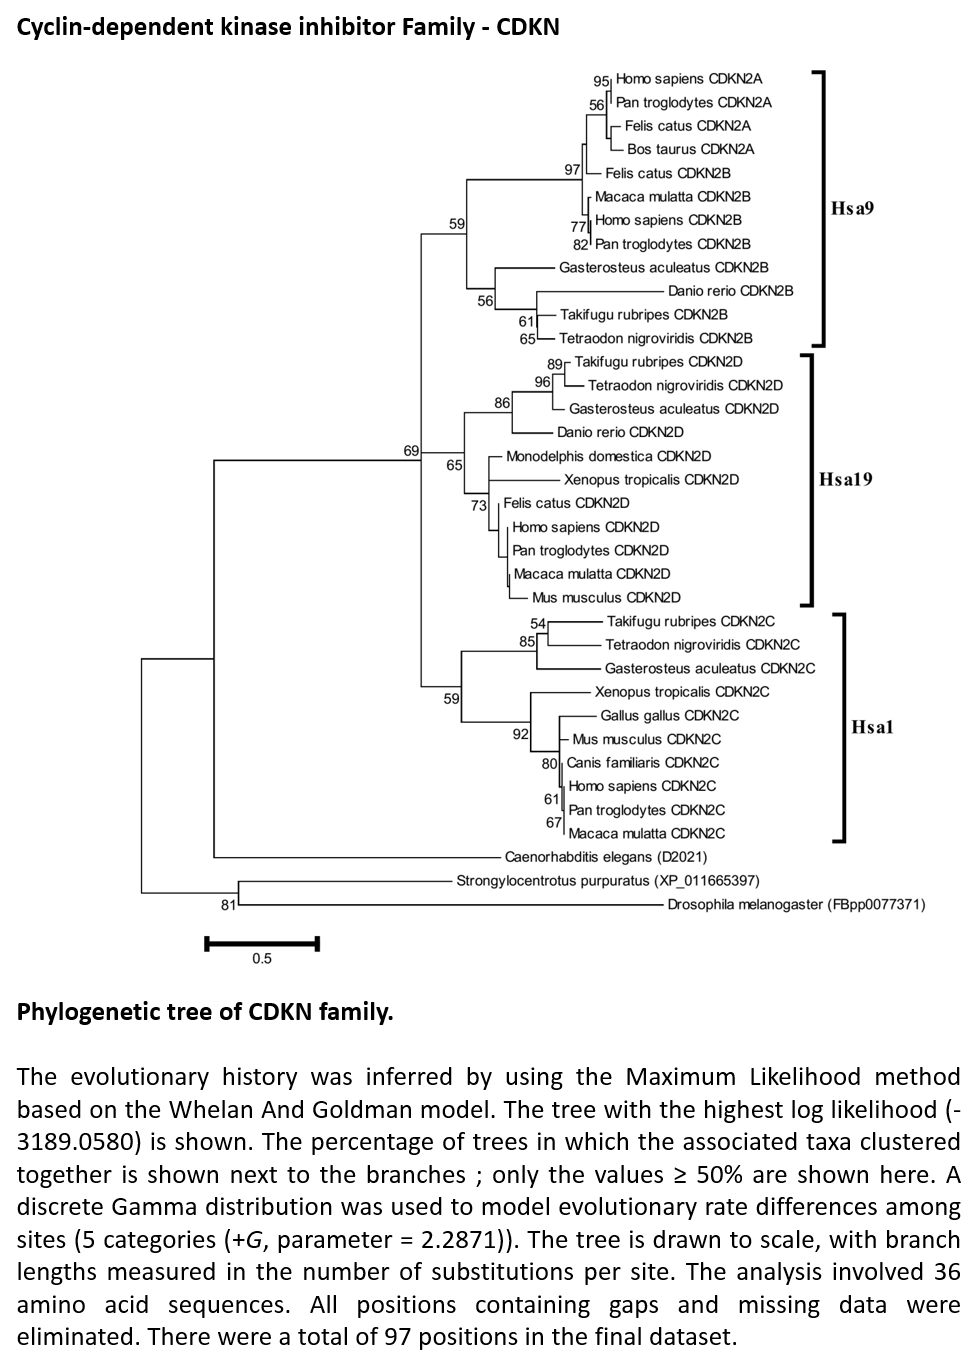 Cyclin-dependent kinase inhibitor Family - CDKN
95
Homo sapiens CDKN2A
56
Pan troglodytes CDKN2A
Felis catus CDKN2A
Bos taurus CDKN2A
97
Felis catus CDKN2B
Macaca mulatta CDKN2B
Hsa9
59
77
Homo sapiens CDKN2B
82
Pan troglodytes CDKN2B
Gasterosteus aculeatus CDKN2B
56
Danio rerio CDKN2B
61
Takifugu rubripes CDKN2B
65
Tetraodon nigroviridis CDKN2B
89
Takifugu rubripes CDKN2D
96
Tetraodon nigroviridis CDKN2D
86
Gasterosteus aculeatus CDKN2D
Danio rerio CDKN2D
69
65
Monodelphis domestica CDKN2D
Xenopus tropicalis CDKN2D
Hsa19
73
Felis catus CDKN2D
Homo sapiens CDKN2D
Pan troglodytes CDKN2D
Macaca mulatta CDKN2D
Mus musculus CDKN2D
54
Takifugu rubripes CDKN2C
85
Tetraodon nigroviridis CDKN2C
Gasterosteus aculeatus CDKN2C
59
Xenopus tropicalis CDKN2C
Gallus gallus CDKN2C
Hsa1
92
Mus musculus CDKN2C
80
Canis familiaris CDKN2C
Homo sapiens CDKN2C
61
Pan troglodytes CDKN2C
67
Macaca mulatta CDKN2C
Caenorhabditis elegans (D2021)
Strongylocentrotus purpuratus (XP_011665397)
81
Drosophila melanogaster (FBpp0077371)
0.5
Phylogenetic tree of CDKN family.
The evolutionary history was inferred by using the Maximum Likelihood method
based on the Whelan And Goldman model. The tree with the highest log likelihood (-
3189.0580) is shown. The percentage of trees in which the associated taxa clustered
together is shown next to the branches ; only the values ≥ 50% are shown here. A
discrete Gamma distribution was used to model evolutionary rate differences among
sites (5 categories (+G, parameter = 2.2871)). The tree is drawn to scale, with branch
lengths measured in the number of substitutions per site. The analysis involved 36
amino acid sequences. All positions containing gaps and missing data were
eliminated. There were a total of 97 positions in the final dataset.